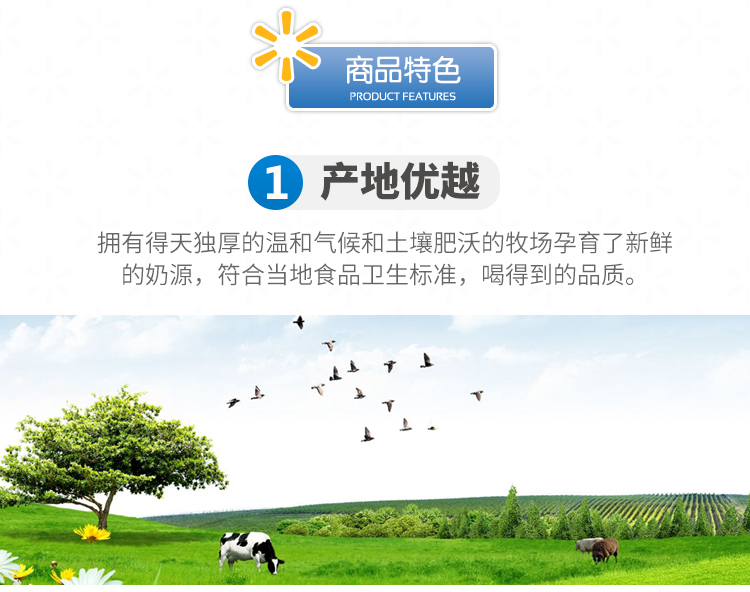 商品特色
PRODUCT FEATURES
1 产地优越
拥有得天独厚的温和气候和土壤肥沃的牧场孕育了新鲜
的奶源，符合当地食品卫生标准，喝得到的品质。